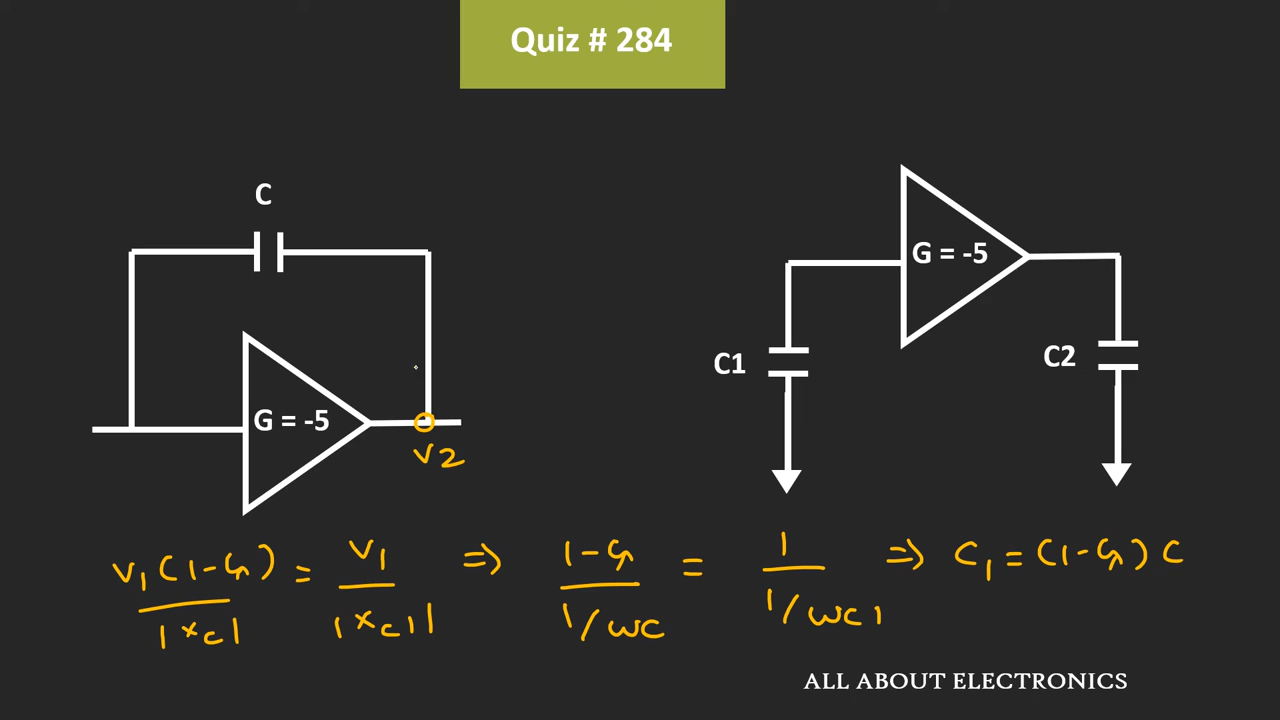 Quiz # 284
C
G = -5
V2
G = -5
C1
C2
V1(1-G)/|Xc| = V1/|Xc1| ⇒ 1-G/1/ωC = 1/1/ωC1 ⇒ C1 = (1-G) C
ALL ABOUT ELECTRONICS